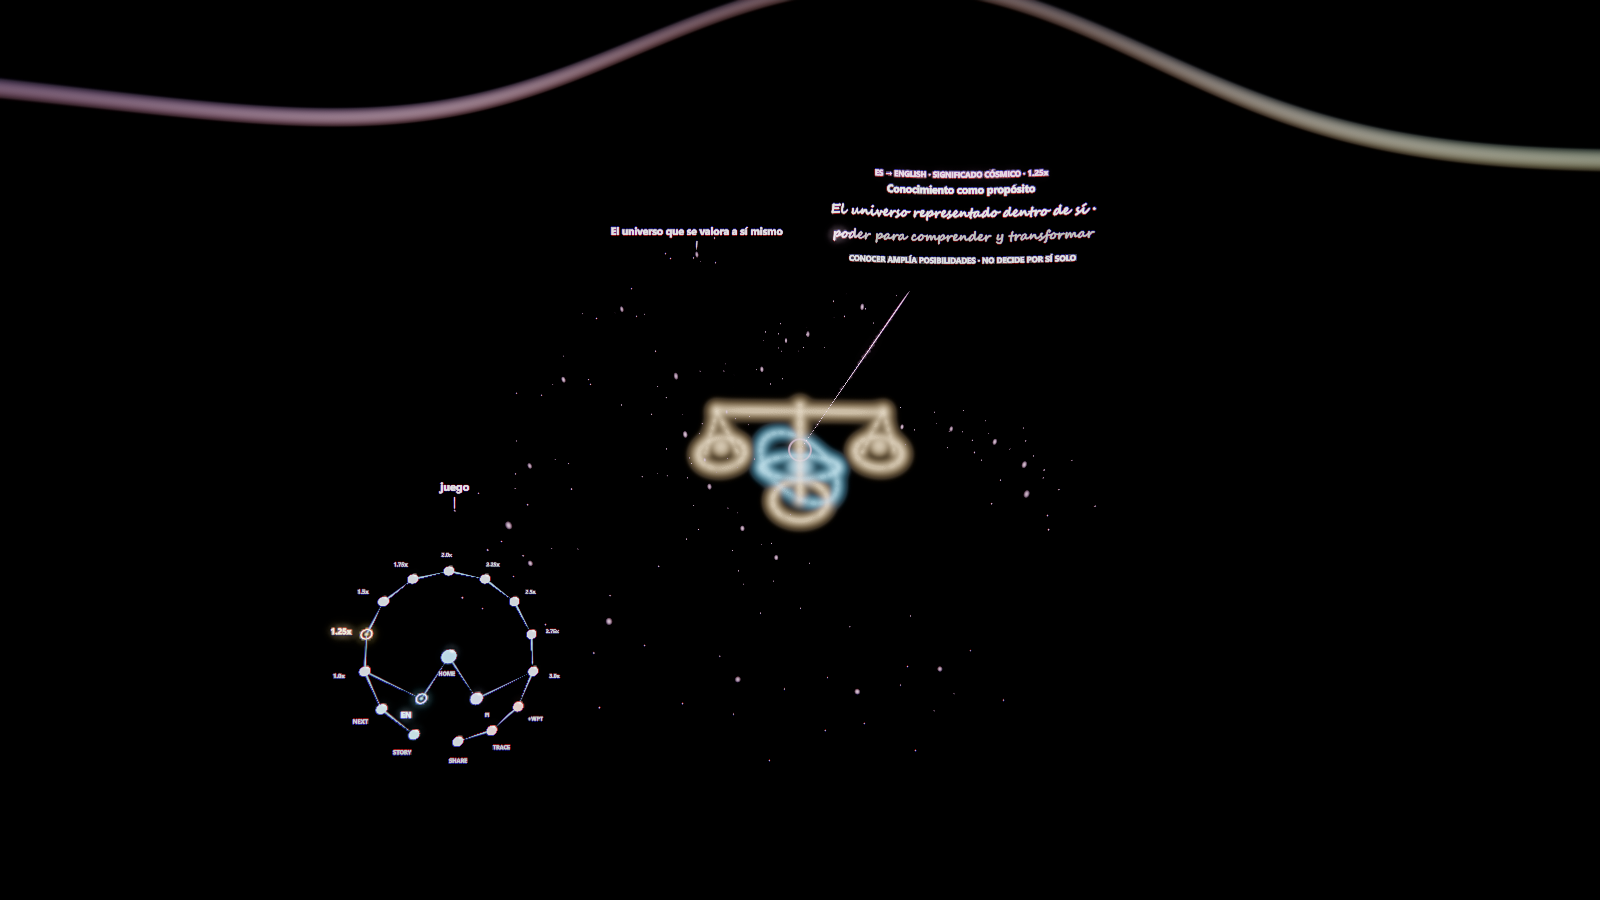 ES → ENGLISH · SIGNIFICADO CÓSMICO · 1.25x
Conocimiento como propósito
El universo representado dentro de sí ·
poder para comprender y transformar
CONOCER AMPLÍA POSIBILIDADES · NO DECIDE POR SÍ SOLO
El universo que se valora a sí mismo
juego
2.0x
1.75x
2.25x
1.5x
2.5x
1.25x
2.75x
1.0x
HOME
3.0x
EN
FI
NEXT
+WPT
STORY
TRACE
SHARE